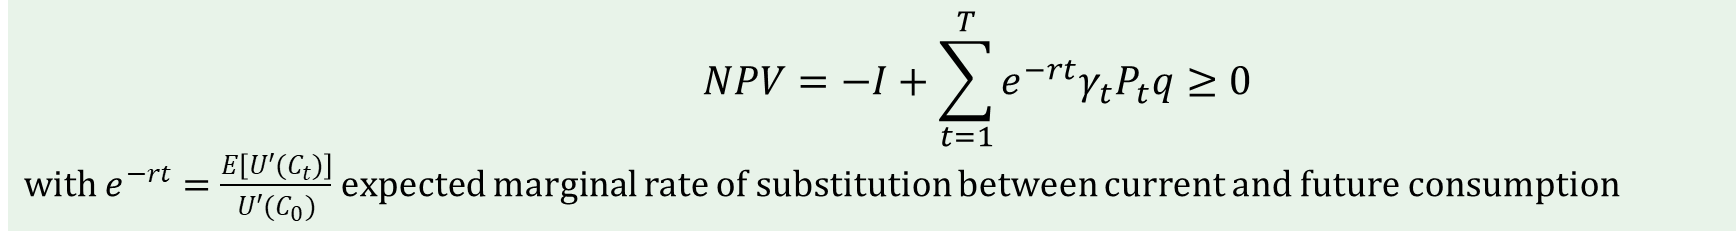 NPV = −I + ∑_{t=1}^{T} e^{−rt} γ_t P_t q ≥ 0
with e^{−rt} = E[U′(C_t)] / U′(C_0) expected marginal rate of substitution between current and future consumption